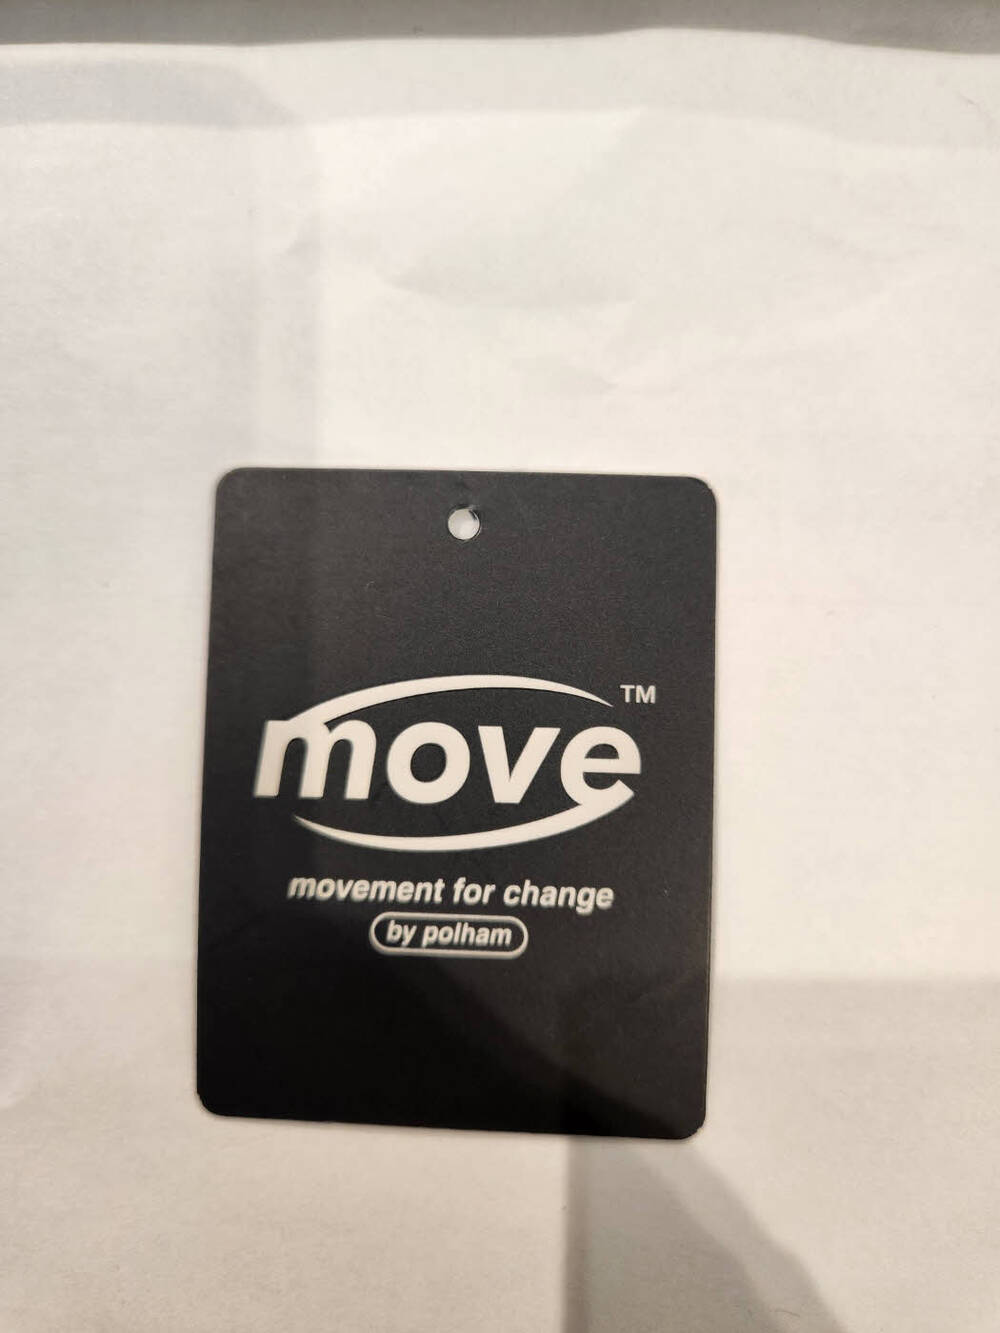 move™
movement for change
by polham